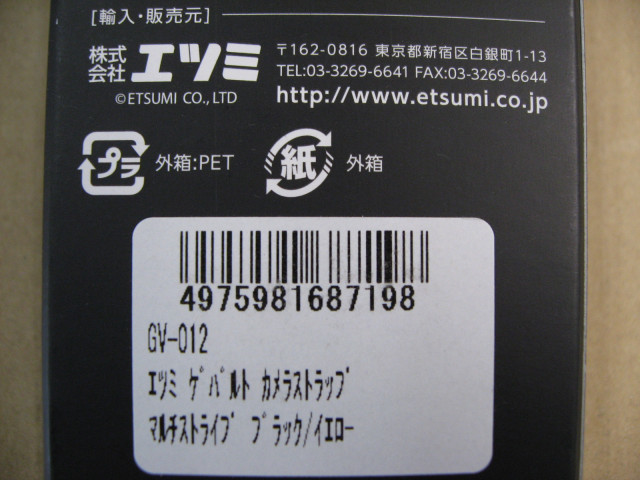 [輸入・販売元]
株式会社 エツミ
〒162-0816 東京都新宿区白銀町1-13
TEL:03-3269-6641 FAX:03-3269-6644
©ETSUMI CO., LTD
http://www.etsumi.co.jp
プラ 外箱:PET 紙 外箱
4975981687198
GV-012
ｴﾂﾐ ｹﾞﾊﾞﾙﾄ ｶﾒﾗｽﾄﾗｯﾌﾟ
ﾏﾙﾁｽﾄﾗｲﾌﾟ ﾌﾞﾗｯｸ/ｲｴﾛｰ